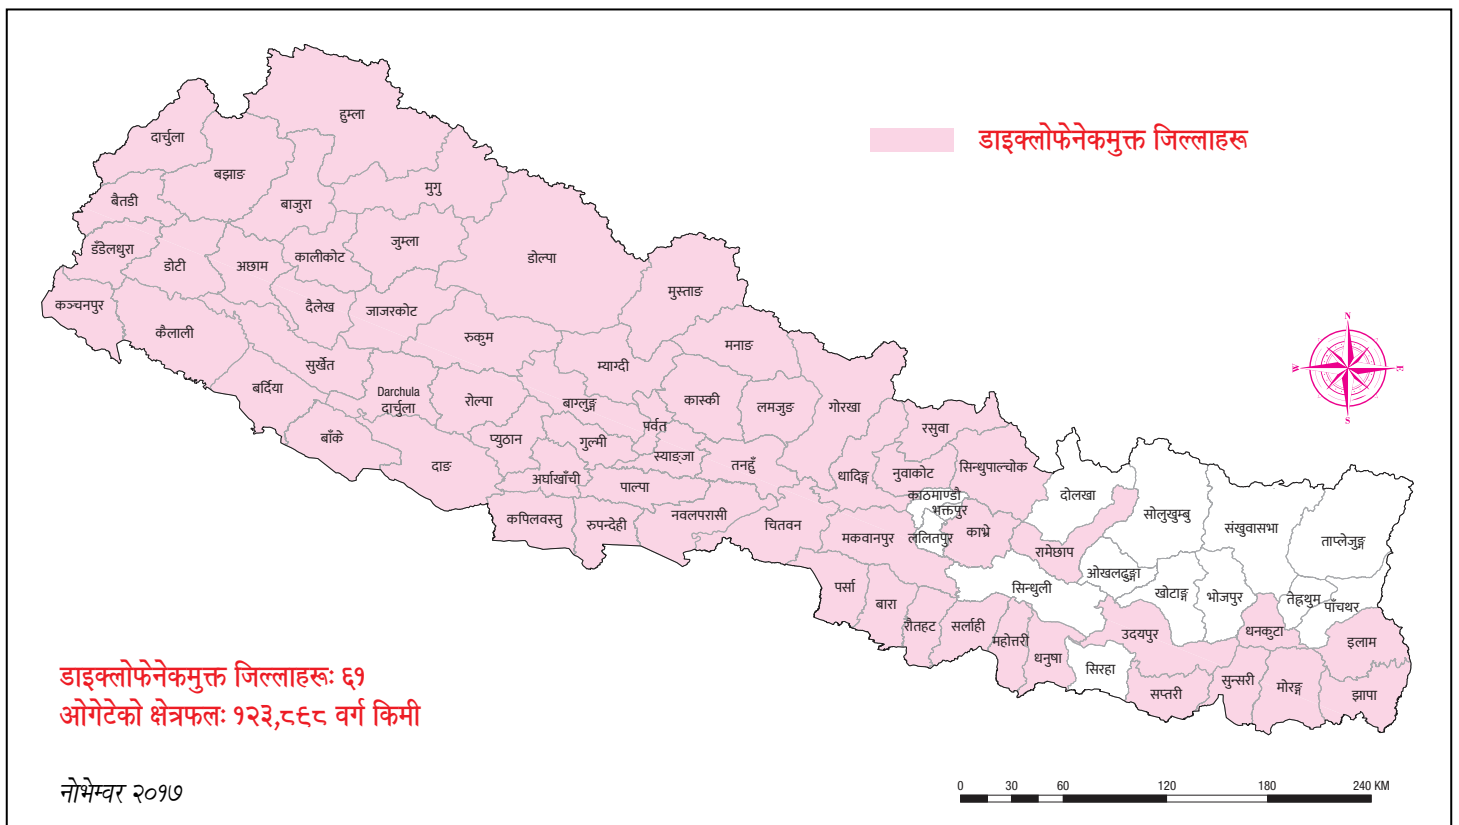 हुम्ला
दार्चुला
डाइक्लोफेनेकमुक्त जिल्लाहरू
बझाङ
मुगु
बैतडी
बाजुरा
जुम्ला
डँडेलधुरा
डोटी
अछाम
कालीकोट
डोल्पा
मुस्ताङ
कञ्चनपुर
दैलेख
जाजरकोट
कैलाली
रुकुम
मनाङ
N
W
E
S
सुर्खेत
म्याग्दी
बर्दिया
Darchula
दार्चुला
रोल्पा
बाग्लुङ्ग
कास्की
लमजुङ
गोरखा
बाँके
प्युठान
गुल्मी
पर्वत
रसुवा
दाङ
स्याङ्जा
तनहुँ
सिन्धुपाल्चोक
अर्घाखाँची
पाल्पा
धादिङ्ग
नुवाकोट
काठमाण्डौ
दोलखा
कपिलवस्तु
रुपन्देही
नवलपरासी
चितवन
भक्तपुर
सोलुखुम्बु
संखुवासभा
मकवानपुर
ललितपुर
काभ्रे
रामेछाप
ताप्लेजुङ्ग
पर्सा
सिन्धुली
ओखलढुङ्गा
बारा
खोटाङ्ग
भोजपुर
तेह्रथुम
पाँचथर
रौतहट
सर्लाही
महोत्तरी
उदयपुर
धनकुटा
इलाम
धनुषा
सिरहा
सप्तरी
सुन्सरी
मोरङ्ग
झापा
डाइक्लोफेनेकमुक्त जिल्लाहरूः ६१
ओगेटेको क्षेत्रफलः १२३,८९८ वर्ग किमी
नोभेम्वर २०१७
0 30 60 120 180 240 KM